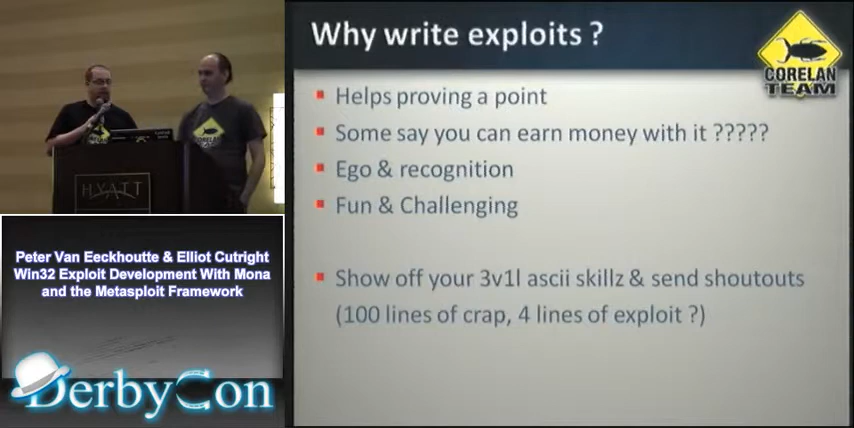 Why write exploits ?
CORELAN
TEAM
Helps proving a point
Some say you can earn money with it ?????
Ego & recognition
Fun & Challenging
Show off your 3v1l ascii skillz & send shoutouts
(100 lines of crap, 4 lines of exploit ?)
HYATT
Peter Van Eeckhoutte & Elliot Cutright
Win32 Exploit Development With Mona
and the Metasploit Framework
DerbyCon